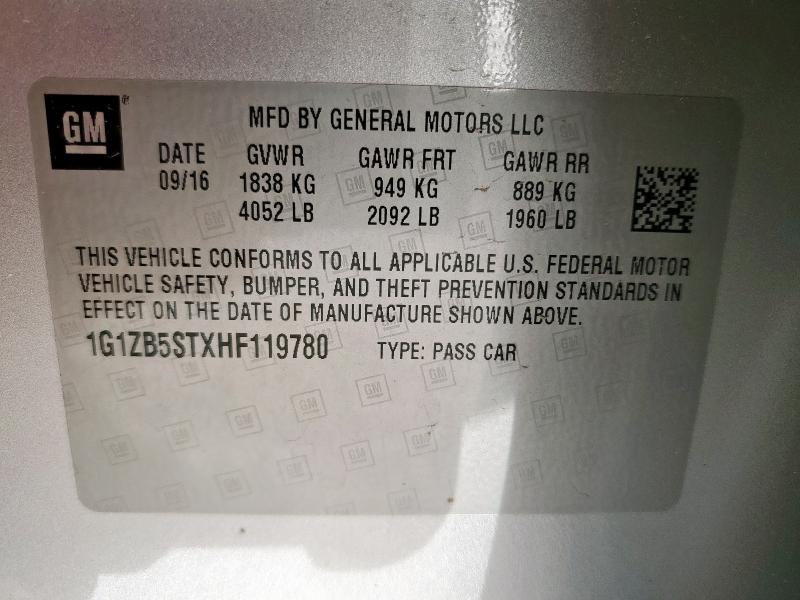 GM®
MFD BY GENERAL MOTORS LLC
DATE GVWR GAWR FRT GAWR RR
09/16 1838 KG 949 KG 889 KG
4052 LB 2092 LB 1960 LB
THIS VEHICLE CONFORMS TO ALL APPLICABLE U.S. FEDERAL MOTOR
VEHICLE SAFETY, BUMPER, AND THEFT PREVENTION STANDARDS IN
EFFECT ON THE DATE OF MANUFACTURE SHOWN ABOVE.
1G1ZB5STXHF119780 TYPE: PASS CAR